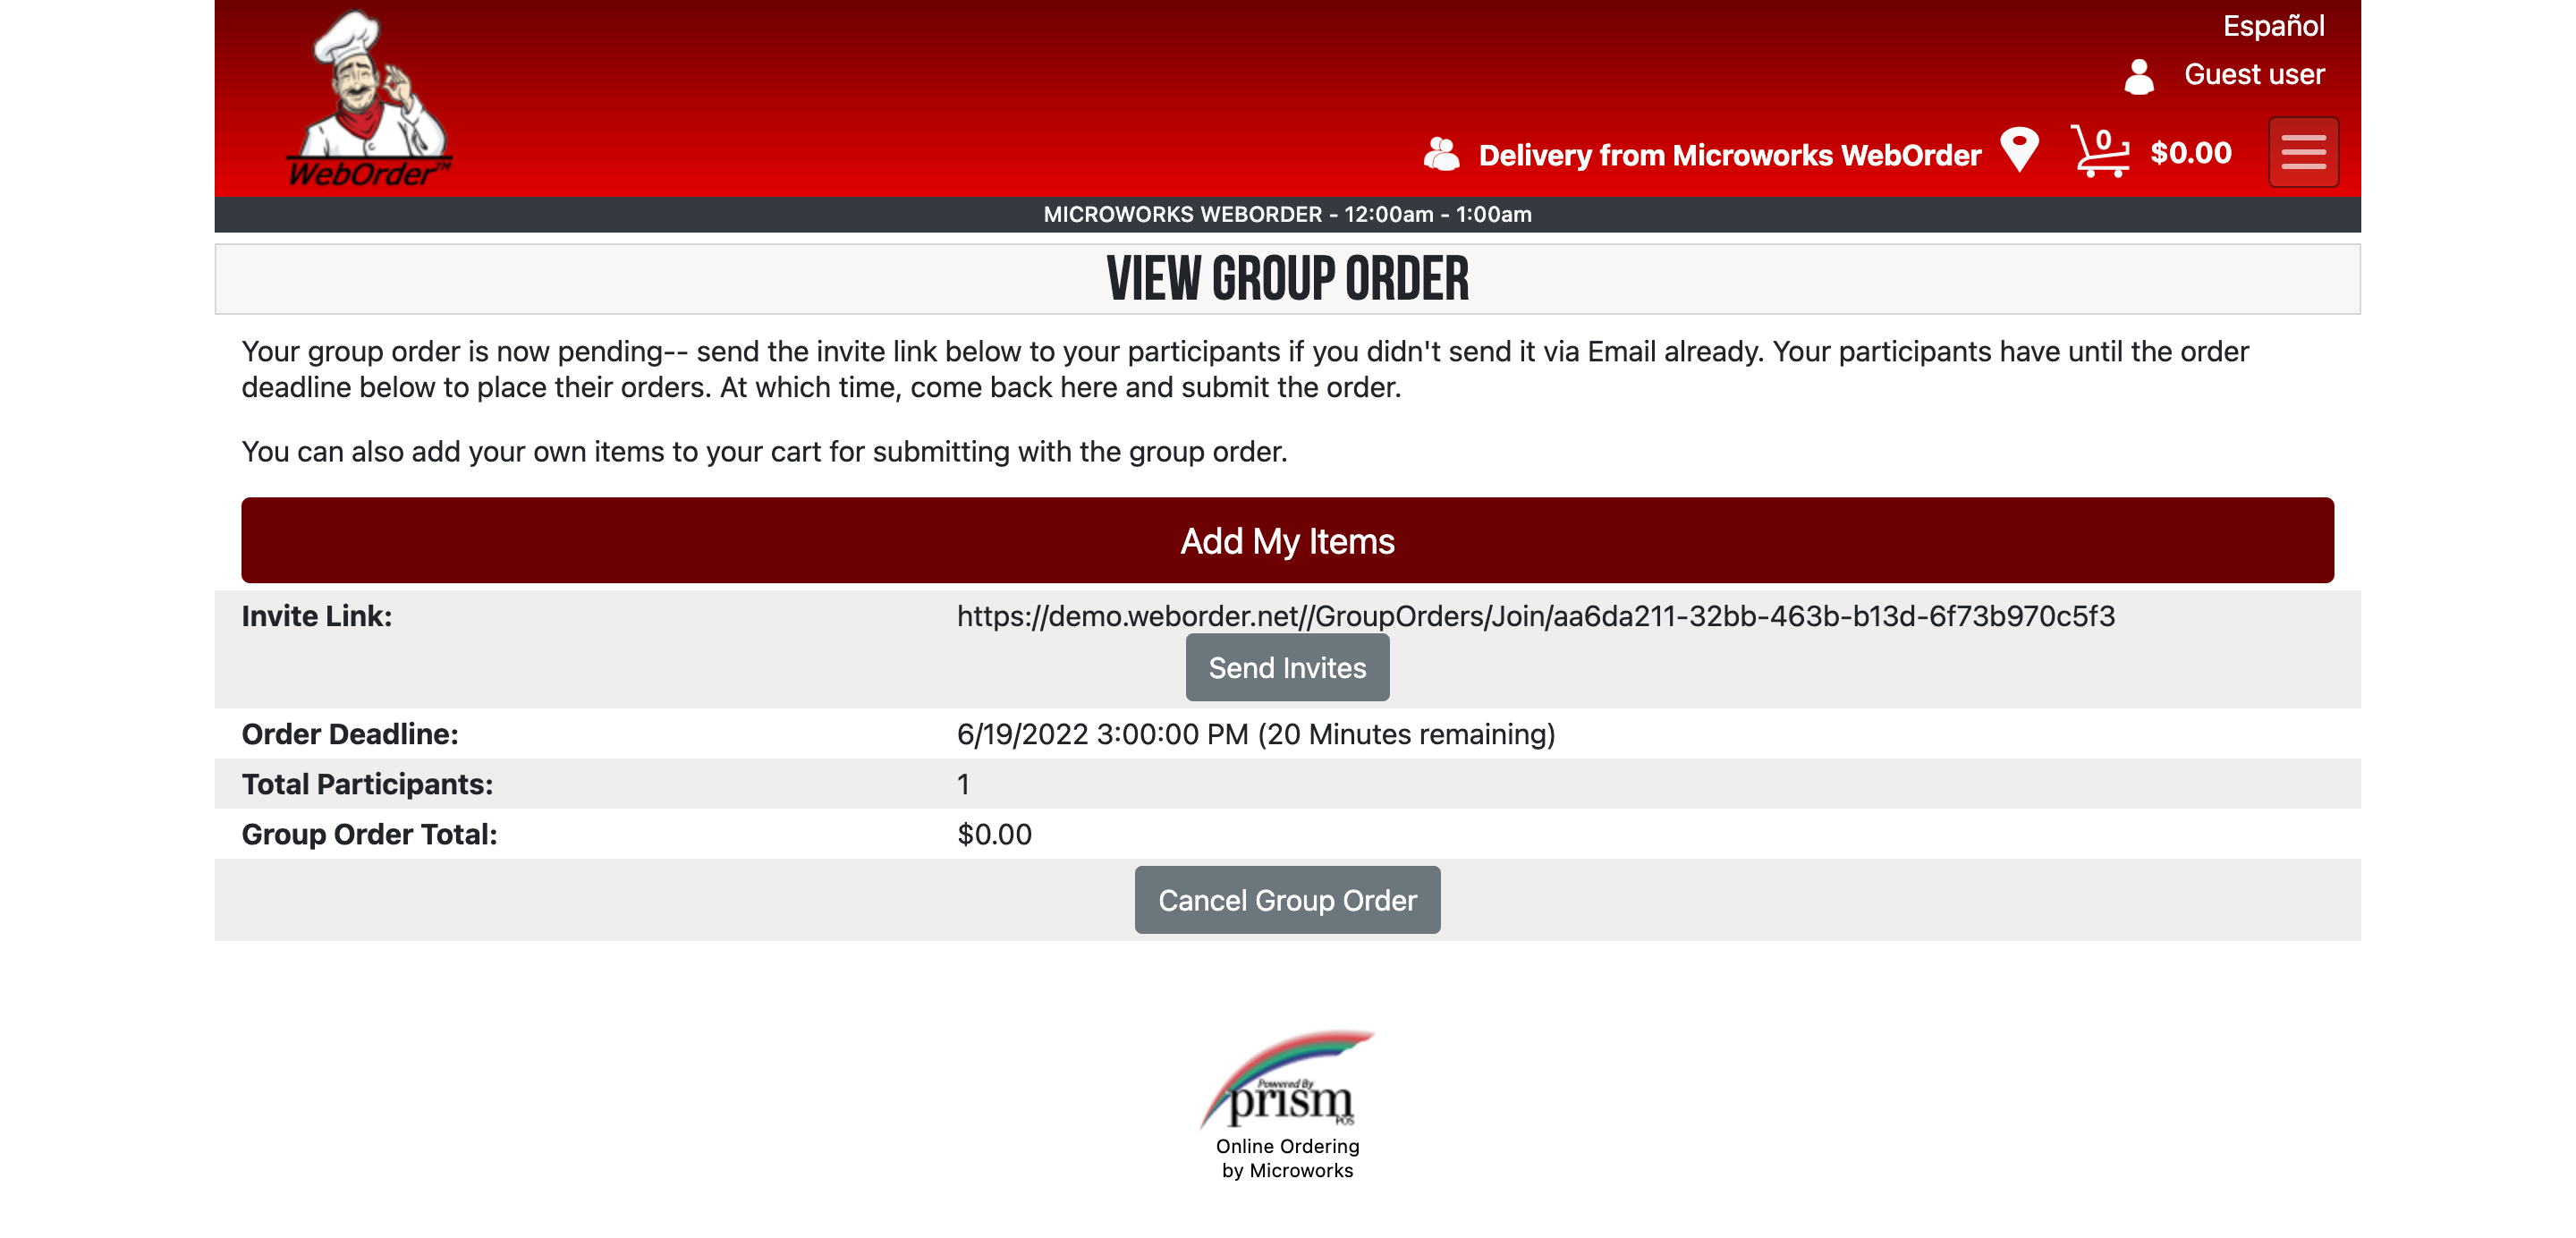 Español
Guest user
WebOrder™
Delivery from Microworks WebOrder
0
$0.00
MICROWORKS WEBORDER - 12:00am - 1:00am
VIEW GROUP ORDER
Your group order is now pending-- send the invite link below to your participants if you didn't send it via Email already. Your participants have until the order
deadline below to place their orders. At which time, come back here and submit the order.
You can also add your own items to your cart for submitting with the group order.
Add My Items
Invite Link: https://demo.weborder.net//GroupOrders/Join/aa6da211-32bb-463b-b13d-6f73b970c5f3
Send Invites
Order Deadline: 6/19/2022 3:00:00 PM (20 Minutes remaining)
Total Participants: 1
Group Order Total: $0.00
Cancel Group Order
Powered By
prism
POS
Online Ordering
by Microworks